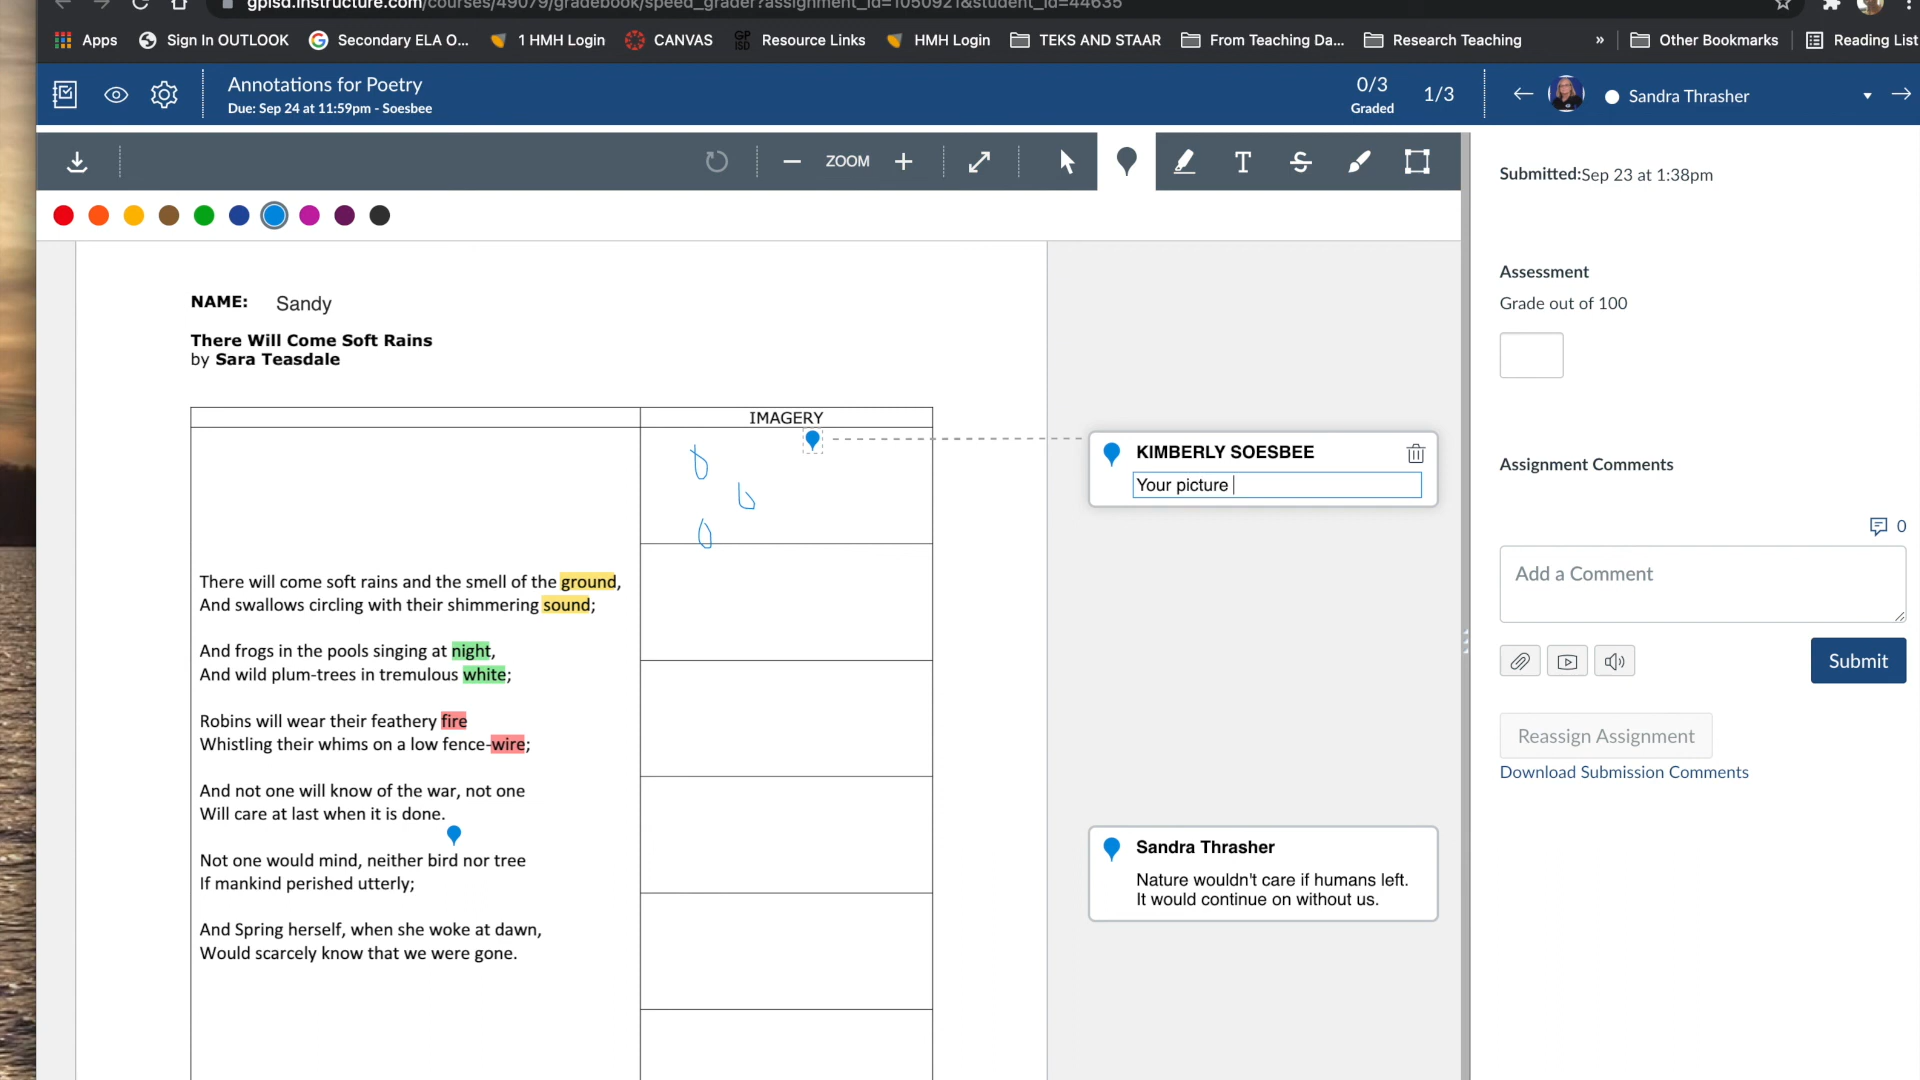 gpisd.instructure.com/courses/49079/gradebook/speed_grader?assignment_id=1050921&student_id=44635
Apps Sign In OUTLOOK Secondary ELA O... 1 HMH Login CANVAS GP ISD Resource Links HMH Login TEKS AND STAAR From Teaching Da... Research Teaching » Other Bookmarks Reading List
Annotations for Poetry
Due: Sep 24 at 11:59pm - Soesbee
0/3
Graded
1/3
Sandra Thrasher
ZOOM
Submitted:Sep 23 at 1:38pm
Assessment
Grade out of 100
NAME: Sandy
There Will Come Soft Rains
by Sara Teasdale
IMAGERY
KIMBERLY SOESBEE
Your picture
Assignment Comments
0
Add a Comment
Submit
Reassign Assignment
Download Submission Comments
There will come soft rains and the smell of the ground,
And swallows circling with their shimmering sound;
And frogs in the pools singing at night,
And wild plum-trees in tremulous white;
Robins will wear their feathery fire
Whistling their whims on a low fence-wire;
And not one will know of the war, not one
Will care at last when it is done.
Not one would mind, neither bird nor tree
If mankind perished utterly;
And Spring herself, when she woke at dawn,
Would scarcely know that we were gone.
Sandra Thrasher
Nature wouldn't care if humans left.
It would continue on without us.